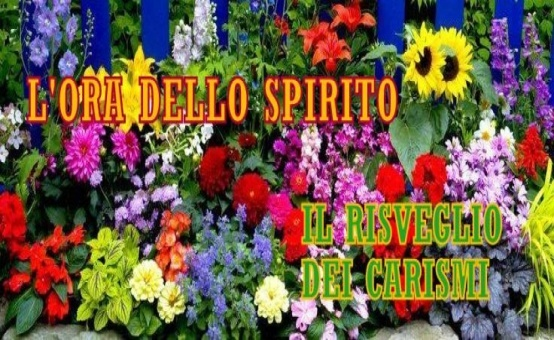 L'ORA DELLO SPIRITO
IL RISVEGLIO
DEI CARISMI